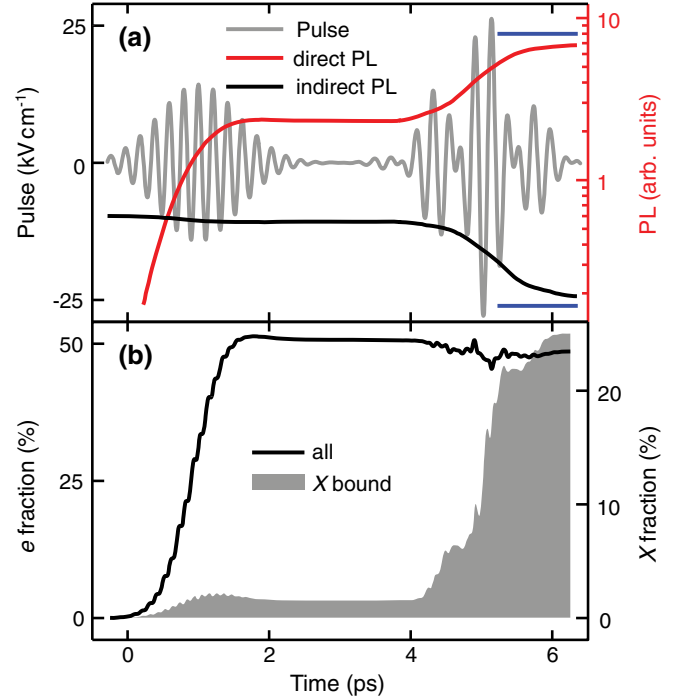 (a)
Pulse
direct PL
indirect PL
25
0
-25
Pulse (kV cm⁻¹)
10
1
PL (arb. units)
(b)
all
X bound
50
25
0
e fraction (%)
20
10
0
X fraction (%)
0
2
4
6
Time (ps)